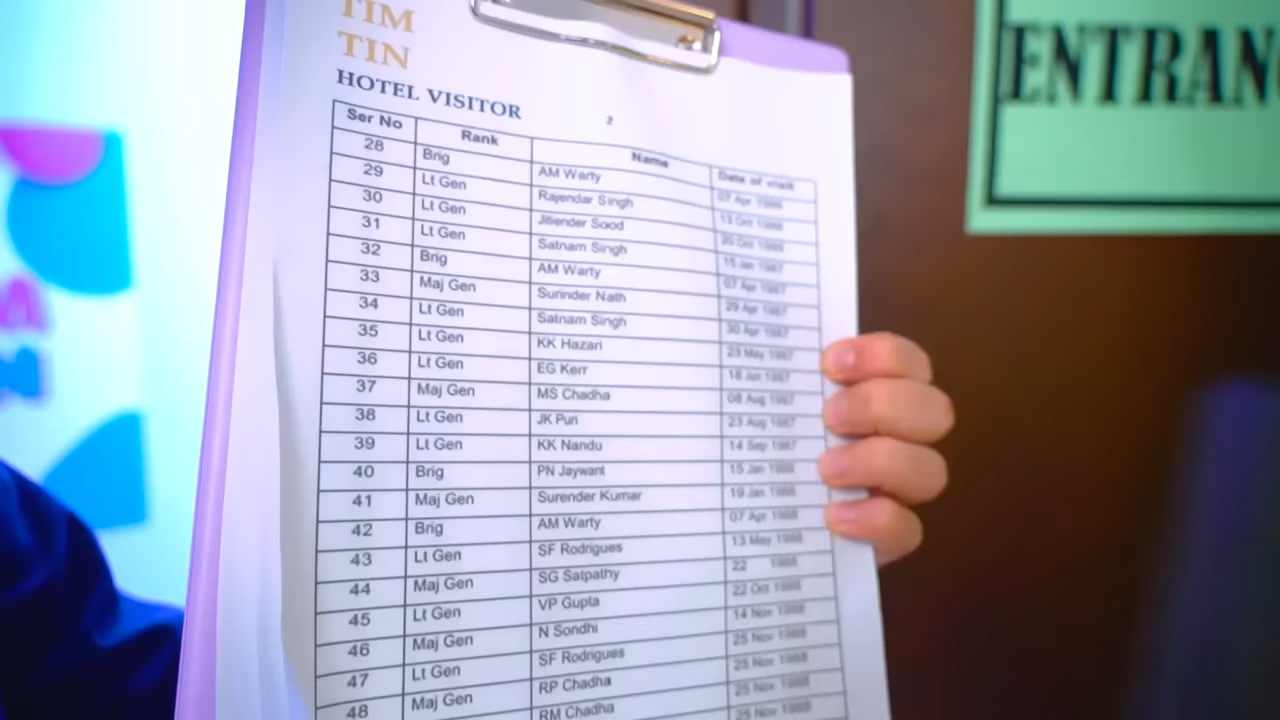 TIM
TIN
HOTEL VISITOR
2
Ser No Rank Name Date of visit
28 Brig AM Warty 07 Apr 1986
29 Lt Gen Rajendar Singh 13 Oct 1986
30 Lt Gen Jitender Sood 20 Oct 1986
31 Lt Gen Satnam Singh 15 Jan 1987
32 Brig AM Warty 07 Apr 1987
33 Maj Gen Surinder Nath 29 Apr 1987
34 Lt Gen Satnam Singh 30 Apr 1987
35 Lt Gen KK Hazari 23 May 1987
36 Lt Gen EG Kerr 18 Jun 1987
37 Maj Gen MS Chadha 08 Aug 1987
38 Lt Gen JK Puri 23 Aug 1987
39 Lt Gen KK Nandu 14 Sep 1987
40 Brig PN Jaywant 15 Jan 1988
41 Maj Gen Surender Kumar 19 Jan 1988
42 Brig AM Warty 07 Apr 1988
43 Lt Gen SF Rodrigues 13 May 1988
44 Maj Gen SG Satpathy 22 1988
45 Lt Gen VP Gupta 22 Oct 1988
46 Maj Gen N Sondhi 14 Nov 1988
47 Lt Gen SF Rodrigues 25 Nov 1988
48 Maj Gen RP Chadha 25 Nov 1988
RM Chadha 25 Nov 1988
25 Nov 1988
ENTRANC